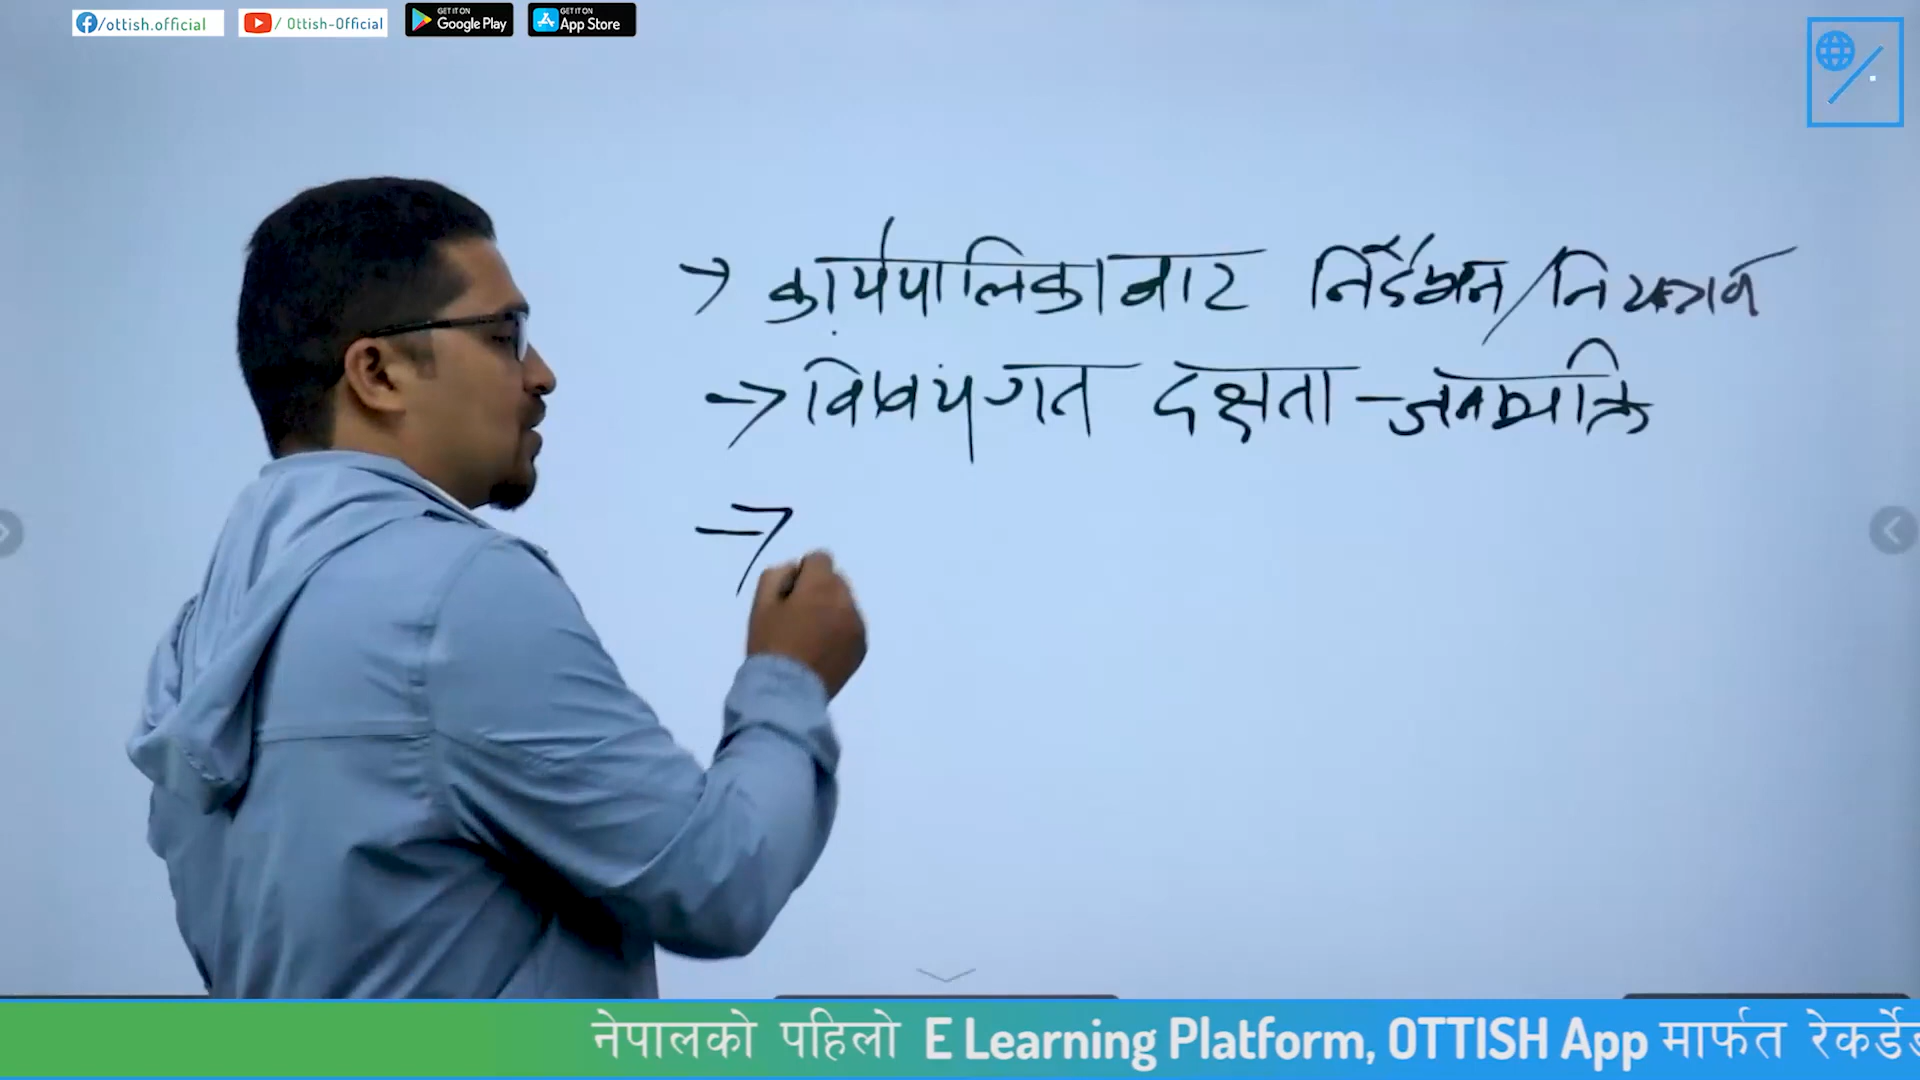 /ottish.official / Ottish-Official GET IT ON Google Play GET IT ON App Store
→ कार्यपालिकाबाट निर्देशन/नियन्त्रण
→ विषयगत दक्षता - जनशक्ति
→
नेपालको पहिलो E Learning Platform, OTTISH App मार्फत रेकर्डेड